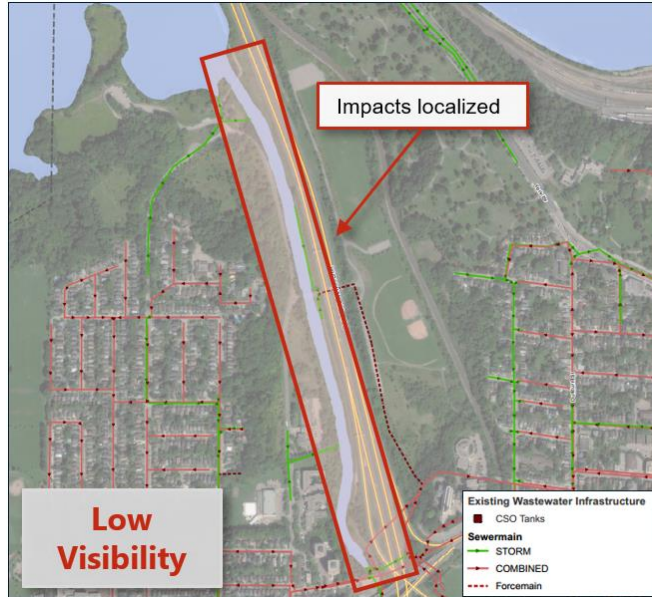 Impacts localized
Low
Visibility
Existing Wastewater Infrastructure
CSO Tanks
Sewermain
STORM
COMBINED
Forcemain